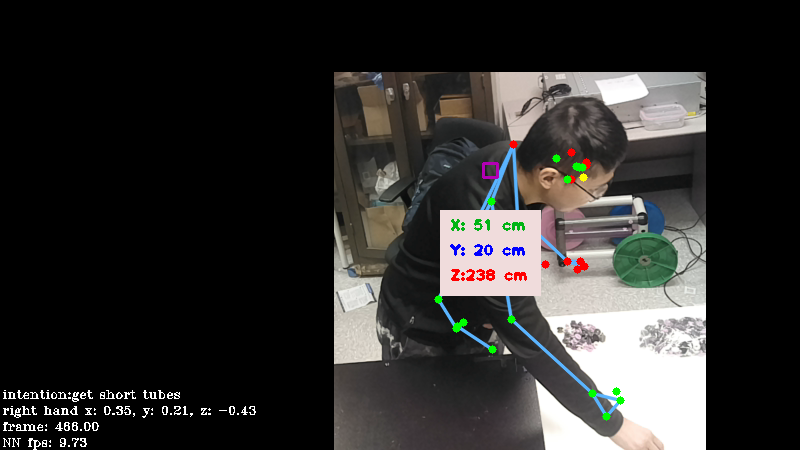 X: 51 cm
Y: 20 cm
Z:238 cm
intention:get short tubes
right hand x: 0.35, y: 0.21, z: −0.43
frame: 466.00
NN fps: 9.73